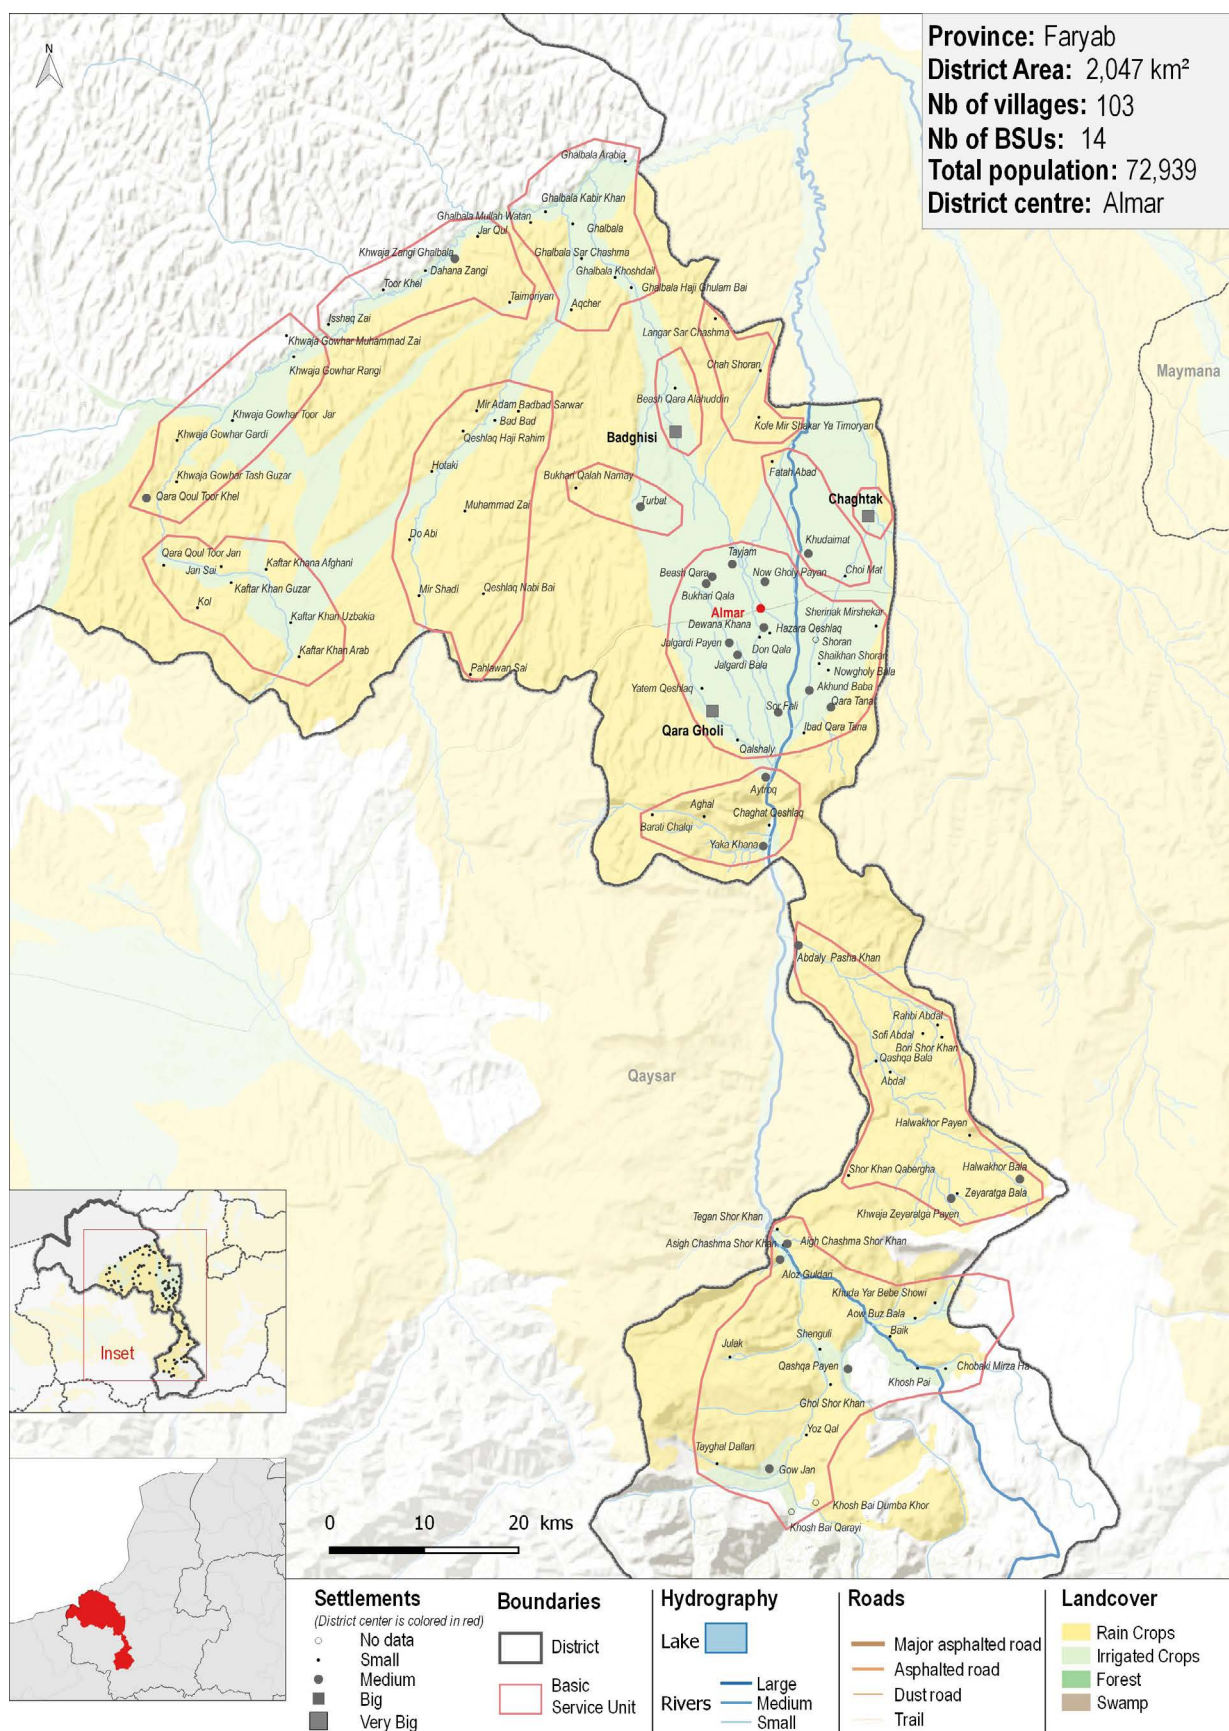 Province: Faryab
District Area: 2,047 km²
Nb of villages: 103
Nb of BSUs: 14
Total population: 72,939
District centre: Almar
N
Ghalbala Arabia
Ghalbala Kabir Khan
Ghalbala Mullah Watan
Ghalbala
Jar Qul
Khwaja Zangi Ghalbala
Ghalbala Sar Chashma
Dahana Zangi
Ghalbala Khoshdail
Toor Khel
Ghalbala Haji Ghulam Bai
Taimoriyan
Aqcher
Isshaq Zai
Langar Sar Chashma
Khwaja Gowhar Muhammad Zai
Chah Shoran
Khwaja Gowhar Rangi
Maymana
Beash Qara Alahuddin
Mir Adam
Badbad Sarwar
Khwaja Gowhar Toor Jar
Bad Bad
Kofe Mir Shakar Ya Timoryan
Khwaja Gowhar Gardi
Qeshlaq Haji Rahim
Badghisi
Hotaki
Fatah Abad
Khwaja Gowhar Tash Guzar
Bukhari Qalah Namay
Qara Qoul Toor Khel
Turbat
Chaghtak
Muhammad Zai
Do Abi
Khudaimat
Tayjam
Qara Qoul Toor Jan
Kaftar Khana Afghani
Jan Sai
Beash Qara
Now Gholy Payan
Choi Mat
Kaftar Khan Guzar
Mir Shadi
Qeshlaq Nabi Bai
Bukhari Qala
Kol
Almar
Sherinak Mirshekar
Kaftar Khan Uzbakia
Dewana Khana
Hazara Qeshlaq
Jalgardi Payen
Shoran
Don Qala
Kaftar Khan Arab
Jalgardi Bala
Shaikhan Shoran
Pahlawan Sai
Nowgholy Bala
Yatem Qeshlaq
Akhund Baba
Qara Tana
Sor Fali
Qara Gholi
Ibad Qara Tana
Qalshaly
Aytroq
Aghal
Chaghat Qeshlaq
Barati Chalqi
Yaka Khana
Abdaly Pasha Khan
Rahbi Abdal
Sofi Abdal
Bori Shor Khan
Qashqa Bala
Qaysar
Abdal
Halwakhor Payen
Shor Khan Qabergha
Halwakhor Bala
Zeyaratga Bala
Khwaja Zeyaratga Payen
Tegan Shor Khan
Asigh Chashma Shor Khan
Aigh Chashma Shor Khan
Aloz Guldari
Khuda Yar Bebe Showi
Aow Buz Bala
Baik
Shenguli
Julak
Qashqa Payen
Chobaki Mirza Ha
Khosh Pai
Inset
Ghol Shor Khan
Yoz Qal
Tayghal Dallan
Gow Jan
Khosh Bai Dumba Khor
Khosh Bai Qarayi
0 10 20 kms
Settlements
(District center is colored in red)
No data
Small
Medium
Big
Very Big
Boundaries
District
Basic
Service Unit
Hydrography
Lake
Rivers
Large
Medium
Small
Roads
Major asphalted road
Asphalted road
Dust road
Trail
Landcover
Rain Crops
Irrigated Crops
Forest
Swamp